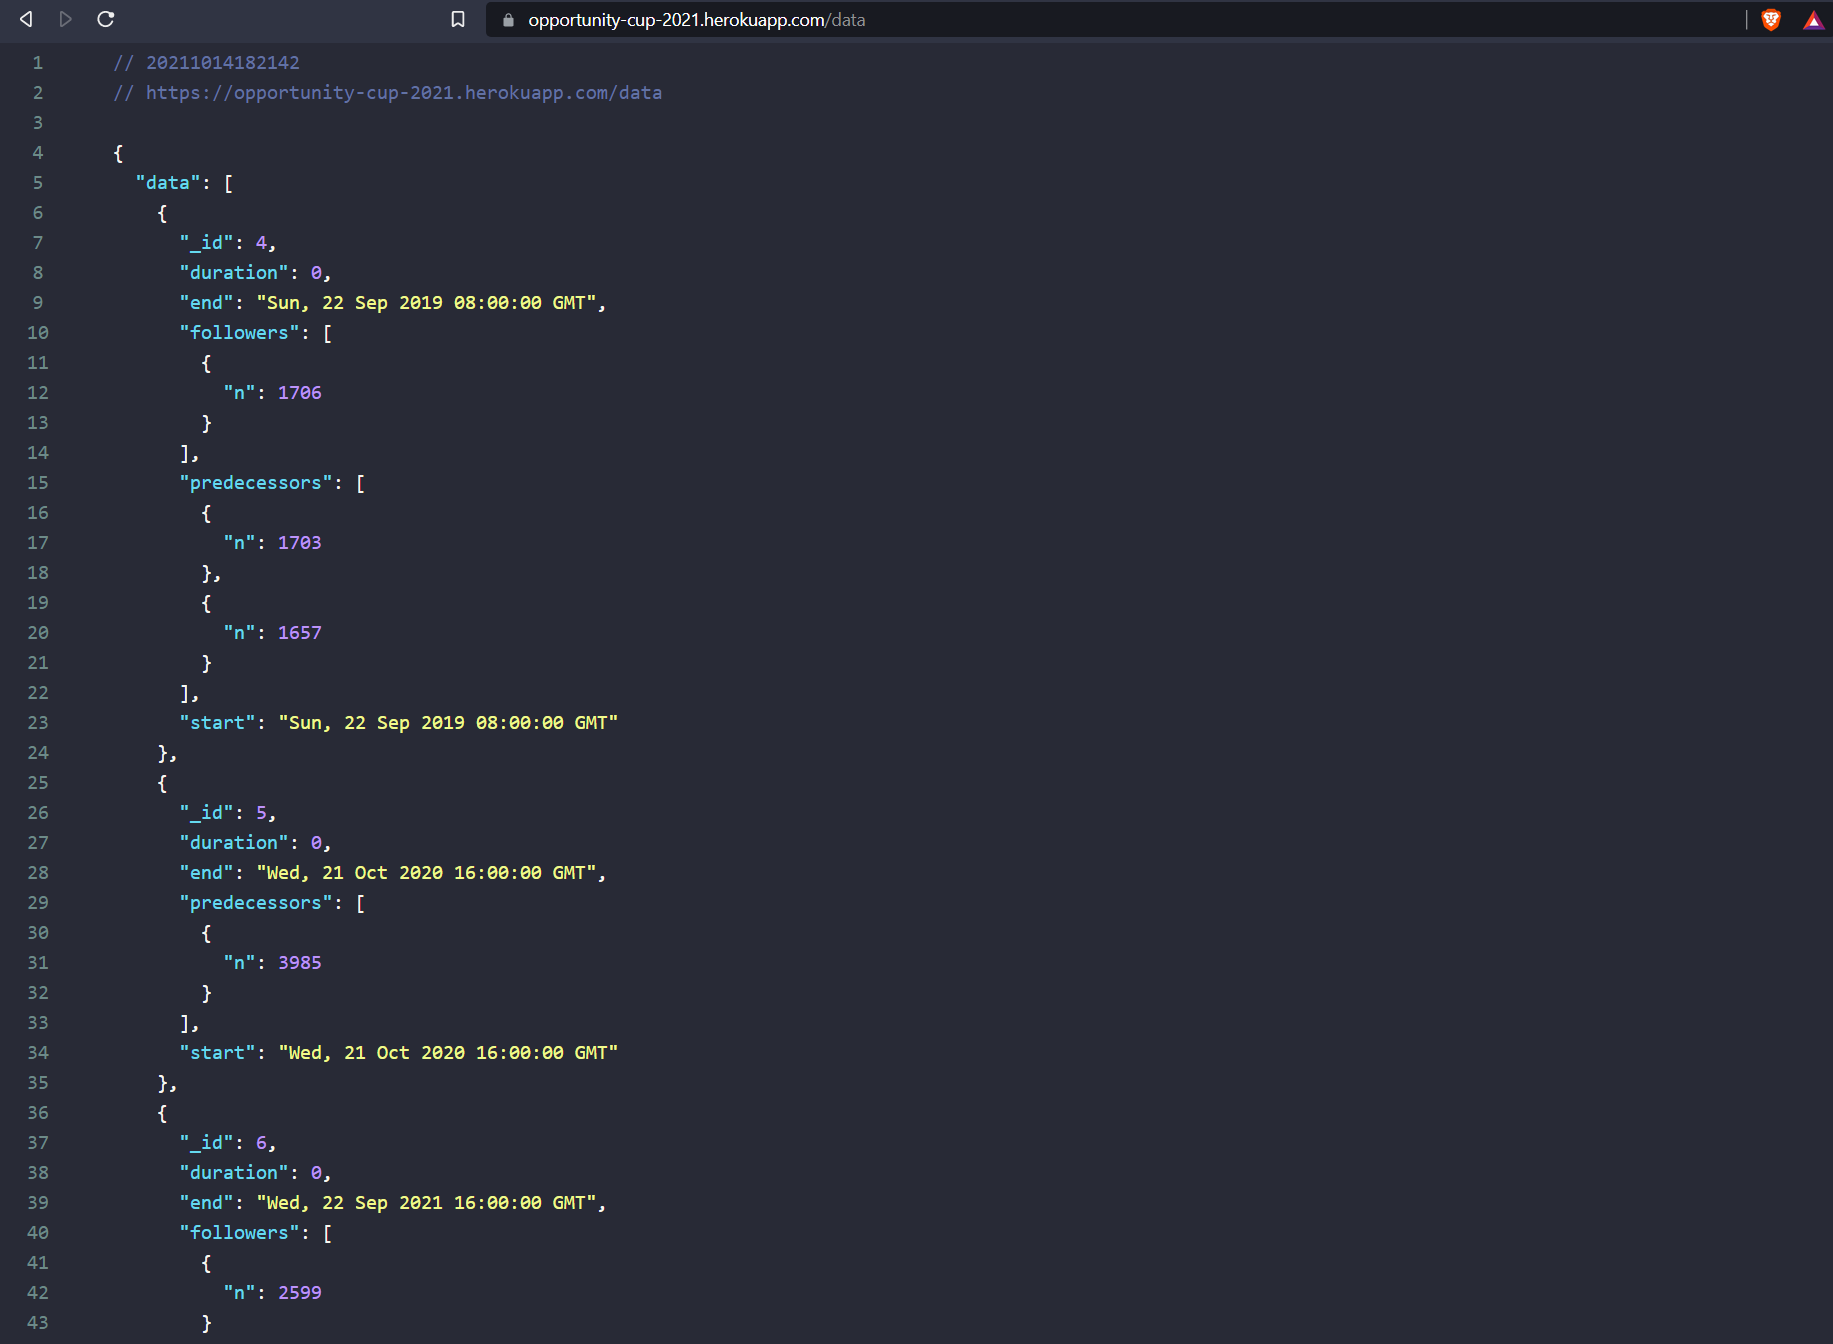 opportunity-cup-2021.herokuapp.com/data
1 // 20211014182142
2 // https://opportunity-cup-2021.herokuapp.com/data
3
4 {
5 "data": [
6 {
7 "_id": 4,
8 "duration": 0,
9 "end": "Sun, 22 Sep 2019 08:00:00 GMT",
10 "followers": [
11 {
12 "n": 1706
13 }
14 ],
15 "predecessors": [
16 {
17 "n": 1703
18 },
19 {
20 "n": 1657
21 }
22 ],
23 "start": "Sun, 22 Sep 2019 08:00:00 GMT"
24 },
25 {
26 "_id": 5,
27 "duration": 0,
28 "end": "Wed, 21 Oct 2020 16:00:00 GMT",
29 "predecessors": [
30 {
31 "n": 3985
32 }
33 ],
34 "start": "Wed, 21 Oct 2020 16:00:00 GMT"
35 },
36 {
37 "_id": 6,
38 "duration": 0,
39 "end": "Wed, 22 Sep 2021 16:00:00 GMT",
40 "followers": [
41 {
42 "n": 2599
43 }